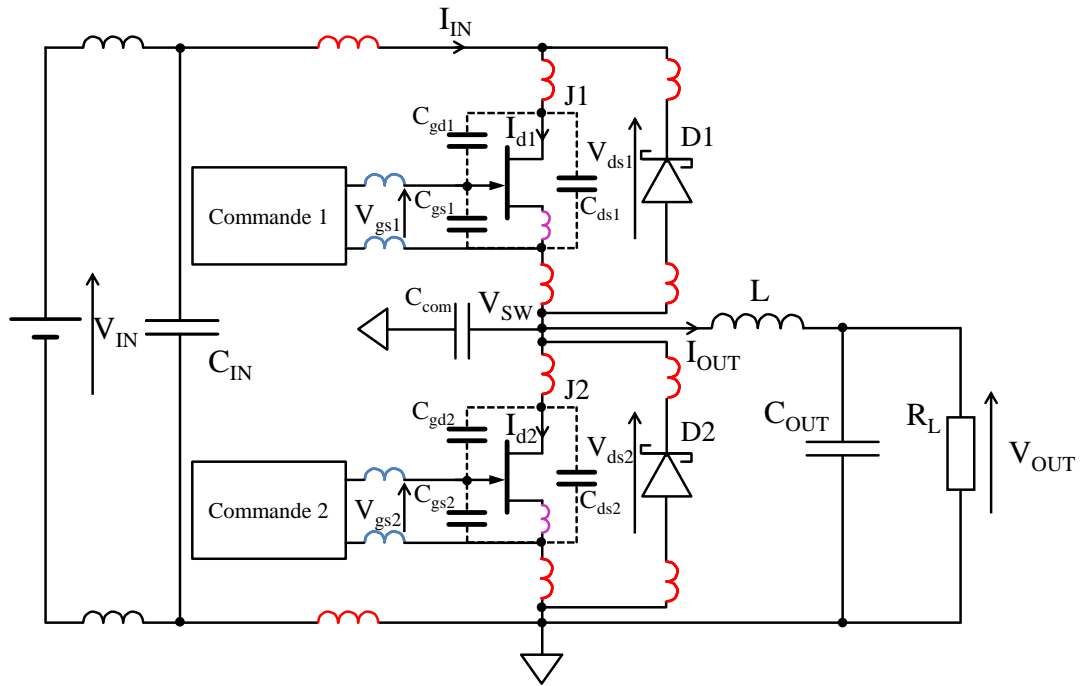 I_IN
J1
C_gd1
I_d1
V_ds1
D1
Commande 1
V_gs1
C_gs1
C_ds1
V_IN
C_IN
C_com
V_SW
L
I_OUT
J2
C_gd2
I_d2
V_ds2
D2
C_OUT
R_L
V_OUT
Commande 2
V_gs2
C_gs2
C_ds2